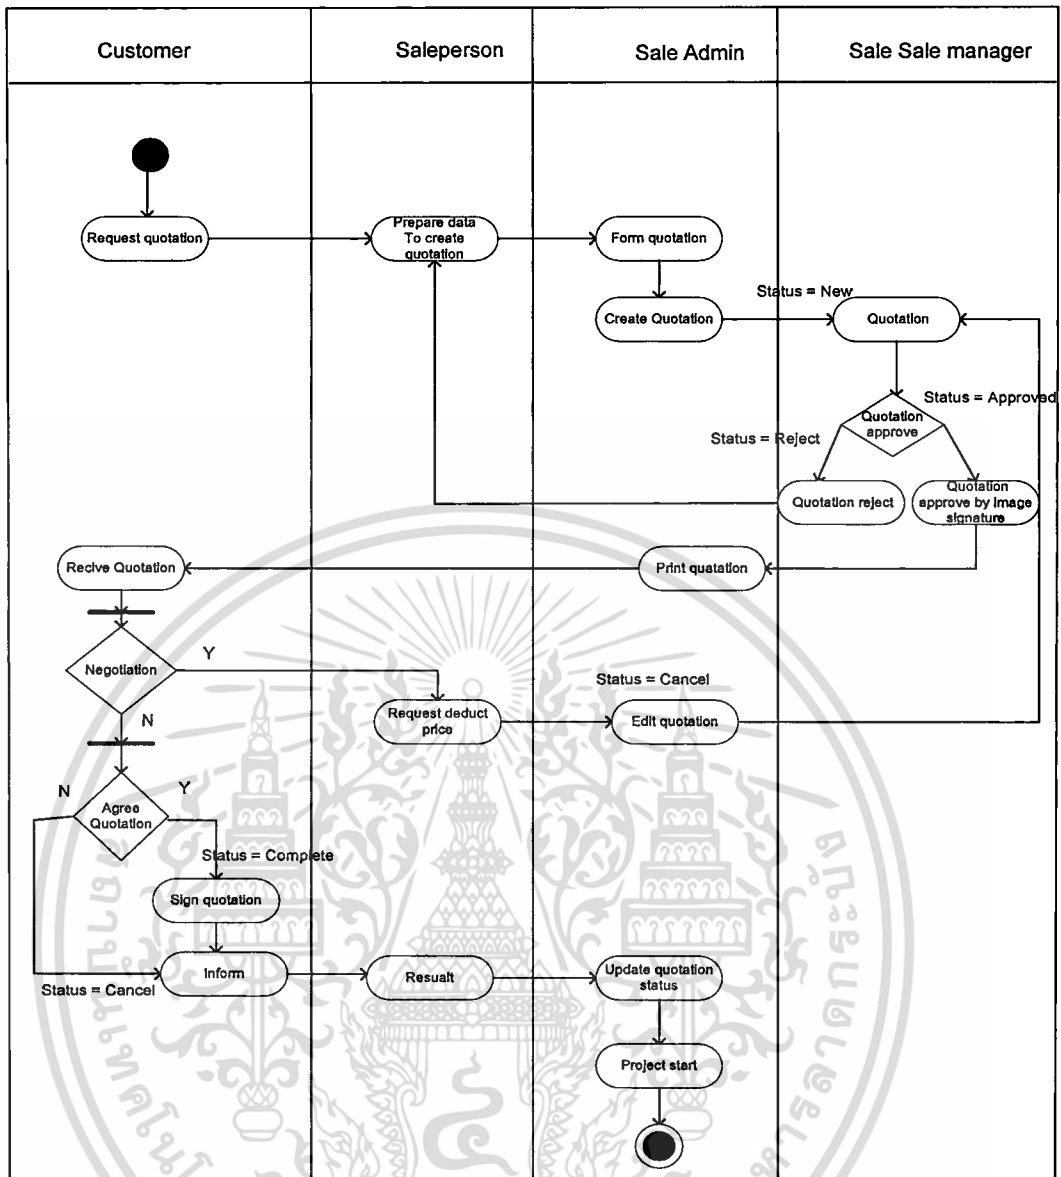 Customer
Saleperson
Sale Admin
Sale Sale manager
Request quotation
Prepare data
To create
quotation
Form quotation
Status = New
Create Quotation
Quotation
Status = Approved
Quotation
approve
Status = Reject
Quotation reject
Quotation
approve by image
signature
Recive Quotation
Print quatation
Negotiation
Y
N
Status = Cancel
Request deduct
price
Edit quotation
N
Y
Agree
Quotation
Status = Complete
Sign quotation
Inform
Status = Cancel
Resualt
Update quotation
status
Project start